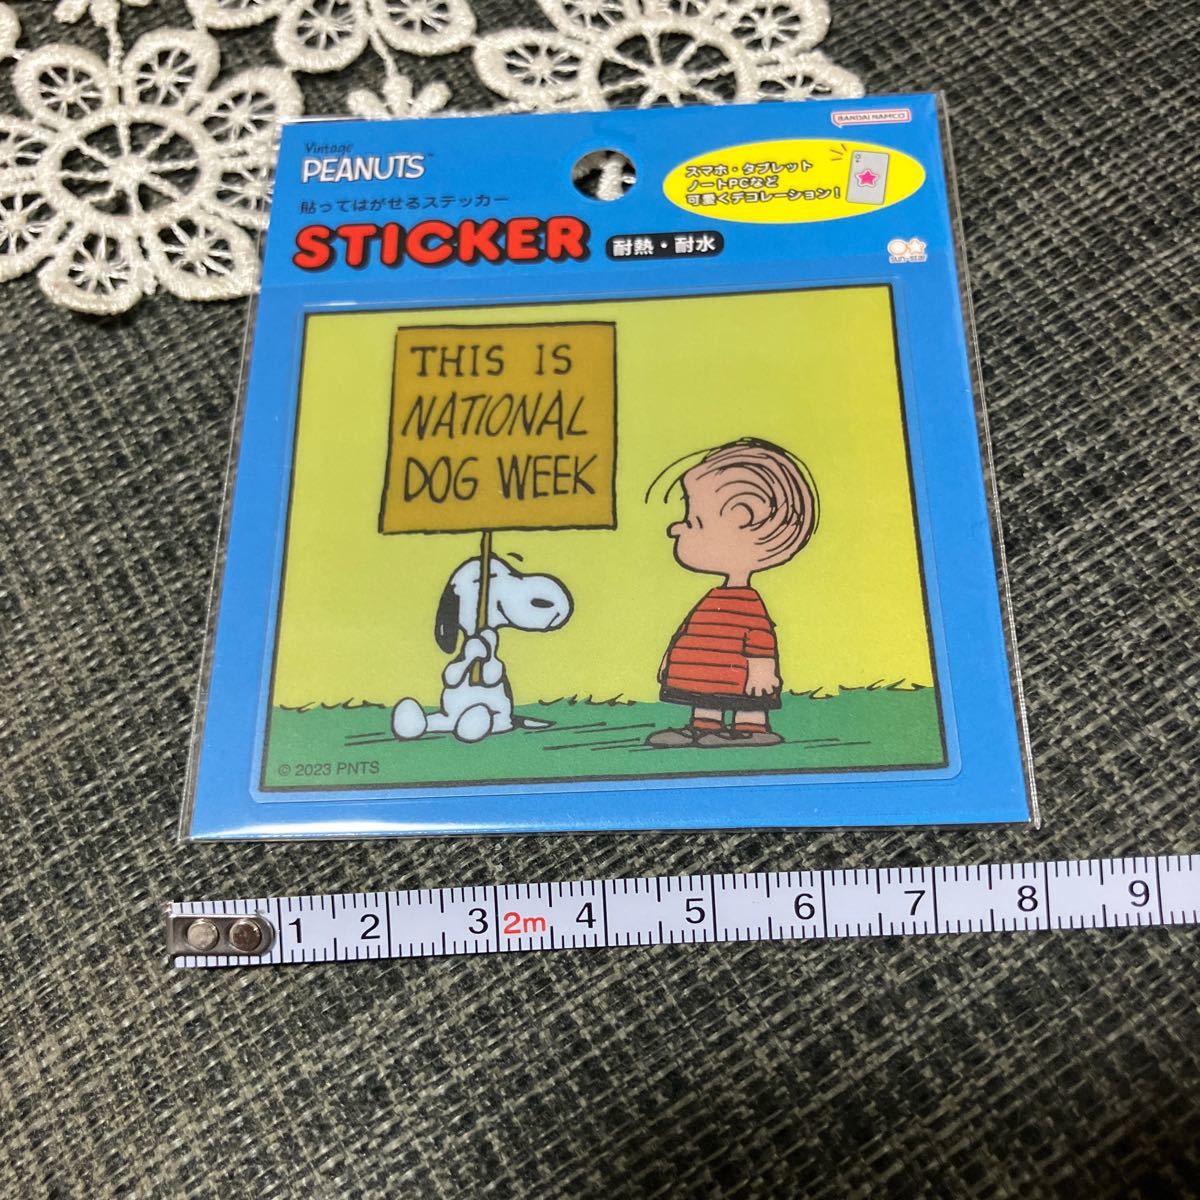 Vintage
PEANUTS™
貼ってはがせるステッカー
STICKER
耐熱・耐水
BANDAI NAMCO
スマホ・タブレット
ノートPCなど
可愛くデコレーション！
sun-star
THIS IS
NATIONAL
DOG WEEK
© 2023 PNTS
1 2 3 2m 4 5 6 7 8 9